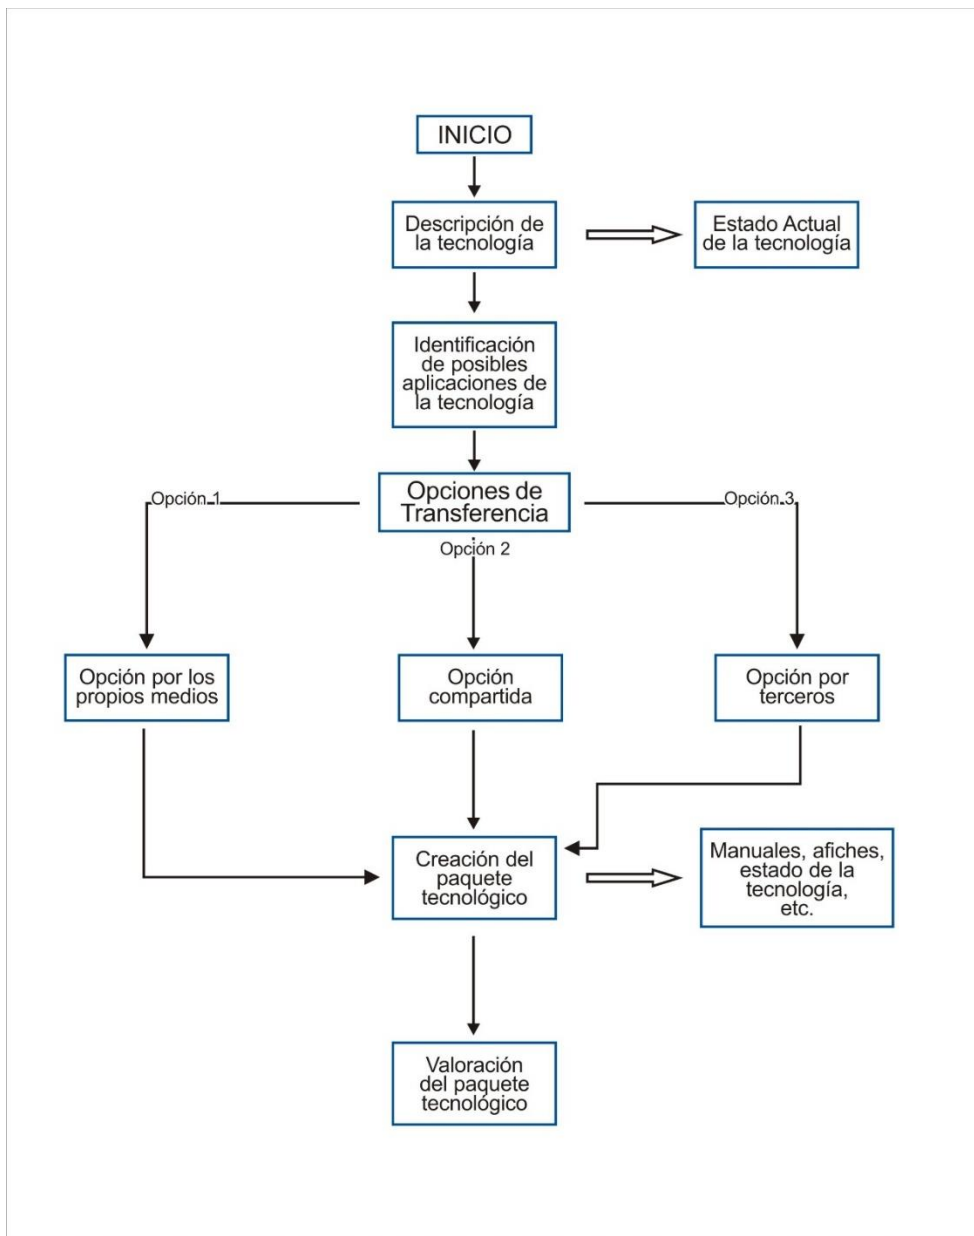 INICIO
Descripción de
la tecnología
Estado Actual
de la tecnología
Identificación
de posibles
aplicaciones de
la tecnología
Opciones de
Transferencia
Opción 1
Opción 2
Opción 3
Opción por los
propios medios
Opción
compartida
Opción por
terceros
Creación del
paquete
tecnológico
Manuales, afiches,
estado de la
tecnología,
etc.
Valoración
del paquete
tecnológico